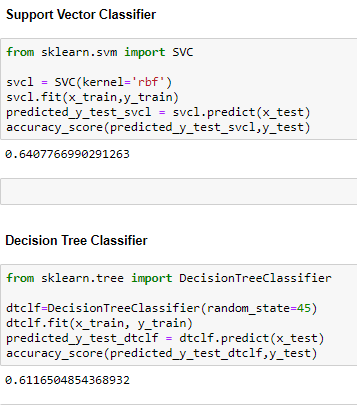 Support Vector Classifier
from sklearn.svm import SVC
svcl = SVC(kernel='rbf')
svcl.fit(x_train,y_train)
predicted_y_test_svcl = svcl.predict(x_test)
accuracy_score(predicted_y_test_svcl,y_test)
0.6407766990291263
Decision Tree Classifier
from sklearn.tree import DecisionTreeClassifier
dtclf=DecisionTreeClassifier(random_state=45)
dtclf.fit(x_train, y_train)
predicted_y_test_dtclf = dtclf.predict(x_test)
accuracy_score(predicted_y_test_dtclf,y_test)
0.6116504854368932